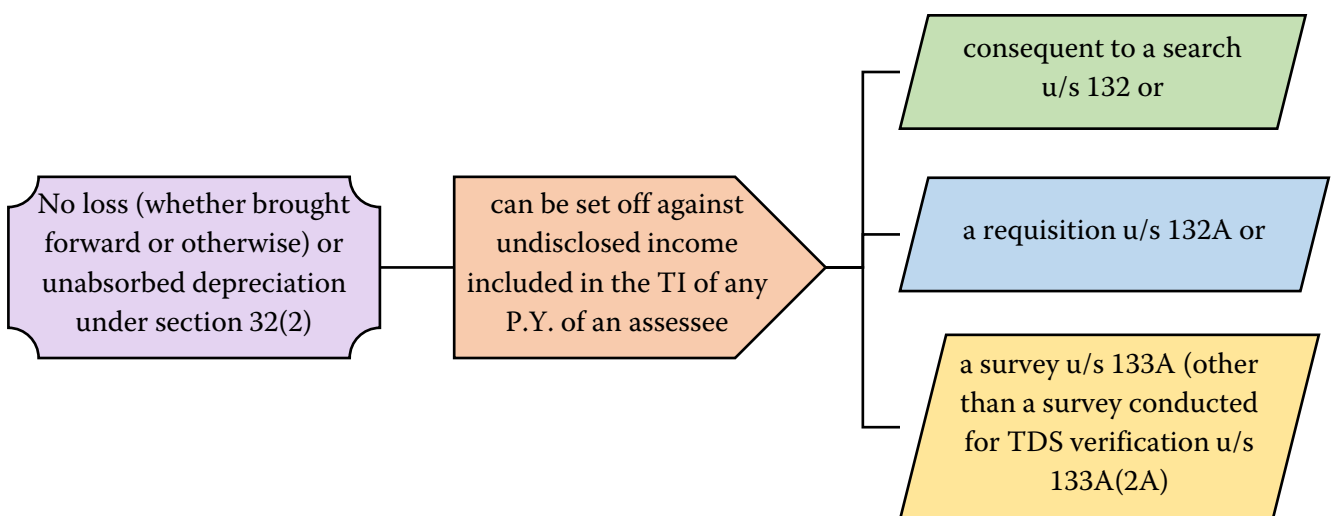 No loss (whether brought
forward or otherwise) or
unabsorbed depreciation
under section 32(2)
can be set off against
undisclosed income
included in the TI of any
P.Y. of an assessee
consequent to a search
u/s 132 or
a requisition u/s 132A or
a survey u/s 133A (other
than a survey conducted
for TDS verification u/s
133A(2A)